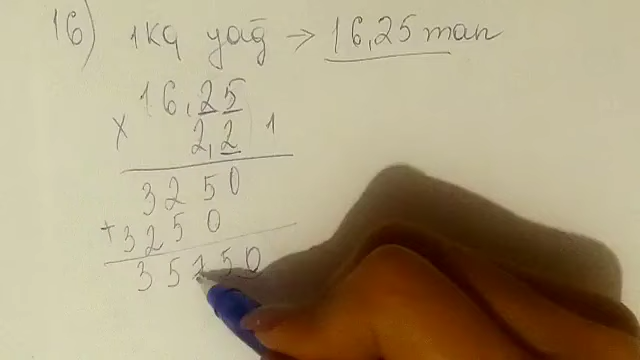 16) 1kq yağ → 16,25 man
16,25
x 2,2 1
3250
+ 3250
35750